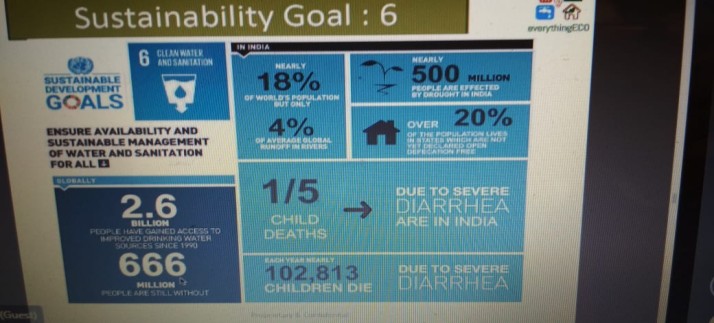 Sustainability Goal : 6
everythingECO
SUSTAINABLE
DEVELOPMENT
GOALS
6 CLEAN WATER
AND SANITATION
ENSURE AVAILABILITY AND
SUSTAINABLE MANAGEMENT
OF WATER AND SANITATION
FOR ALL
GLOBALLY
2.6
BILLION
PEOPLE HAVE GAINED ACCESS TO
IMPROVED DRINKING WATER
SOURCES SINCE 1990
666
MILLION
PEOPLE ARE STILL WITHOUT
IN INDIA
NEARLY
18%
OF WORLD'S POPULATION
BUT ONLY
4%
OF AVERAGE GLOBAL
RUNOFF IN RIVERS
NEARLY
500 MILLION
PEOPLE ARE EFFECTED
BY DROUGHT IN INDIA
OVER 20%
OF THE POPULATION LIVES
IN STATES WHICH ARE NOT
YET DECLARED OPEN
DEFECATION FREE
1/5
CHILD
DEATHS
DUE TO SEVERE
DIARRHEA
ARE IN INDIA
EACH YEAR NEARLY
102,813
CHILDREN DIE
DUE TO SEVERE
DIARRHEA
Proprietary & Confidential
(Guest)